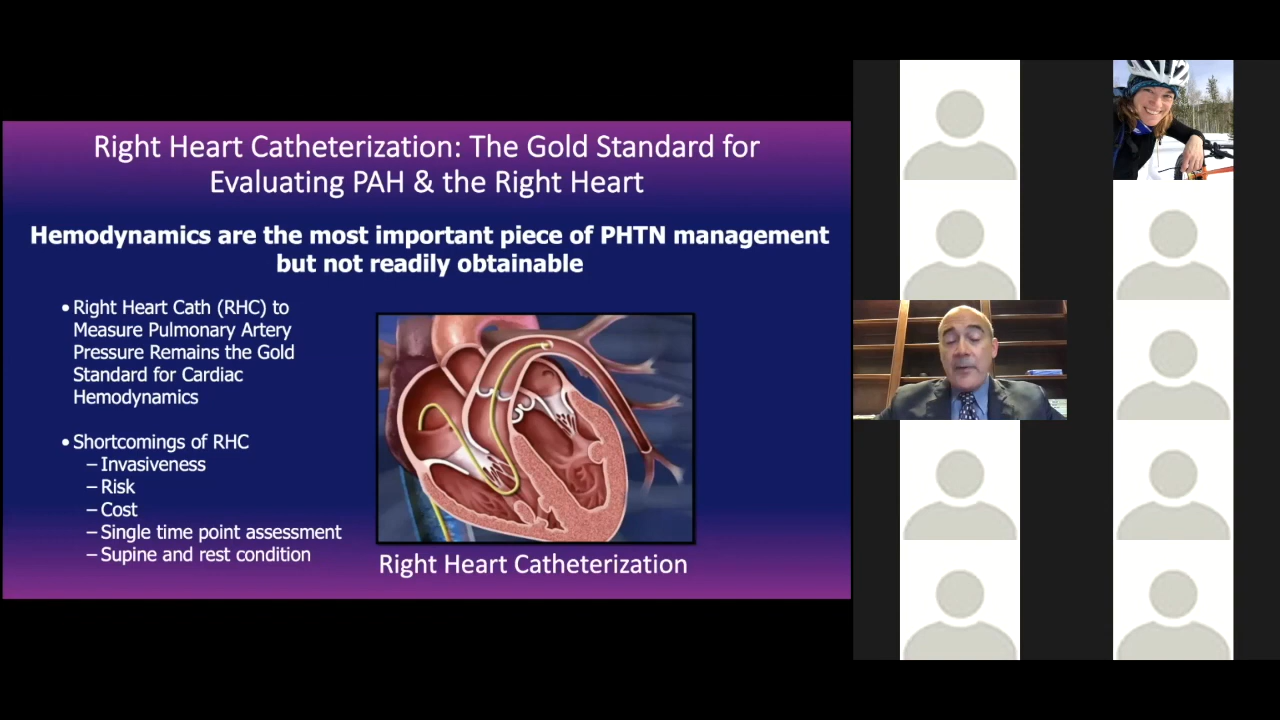 Right Heart Catheterization: The Gold Standard for
Evaluating PAH & the Right Heart
Hemodynamics are the most important piece of PHTN management
but not readily obtainable
• Right Heart Cath (RHC) to
Measure Pulmonary Artery
Pressure Remains the Gold
Standard for Cardiac
Hemodynamics
• Shortcomings of RHC
– Invasiveness
– Risk
– Cost
– Single time point assessment
– Supine and rest condition
Right Heart Catheterization